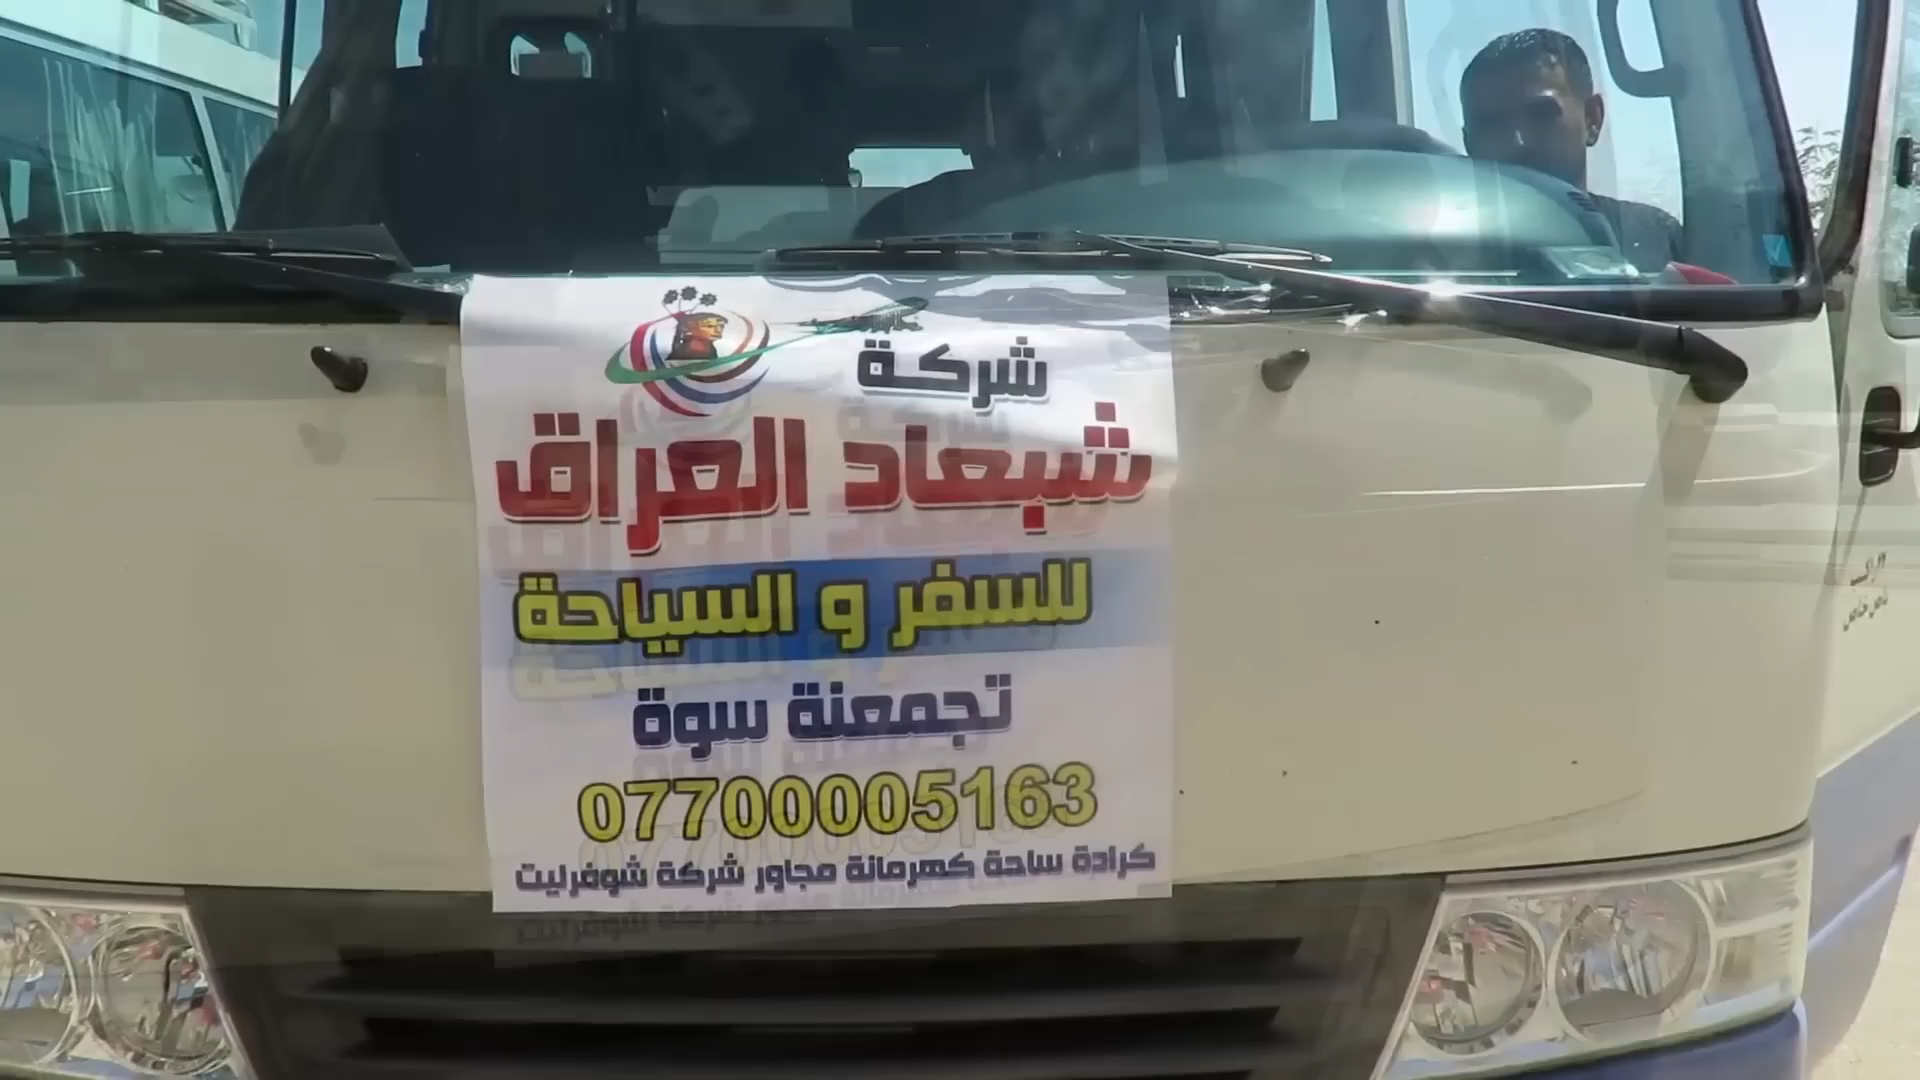 شركة
شبعاد العراق
للسفر و السياحة
تجمعنة سوة
07700005163
كرادة ساحة كهرمانة مجاور شركة شوفرليت